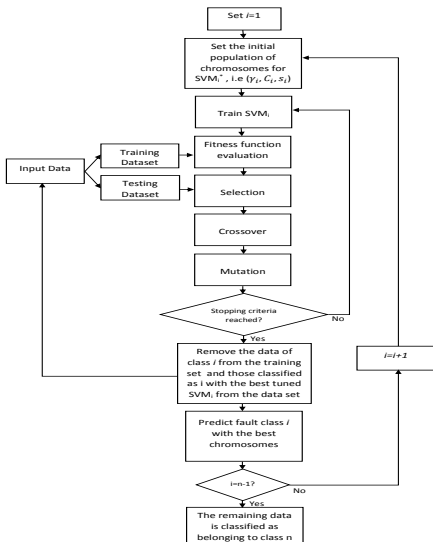 Set i=1
Set the initial
population of
chromosomes for
SVMᵢ* , i.e (γᵢ, Cᵢ, sᵢ)
Train SVMᵢ
Fitness function
evaluation
Training
Dataset
Input Data
Testing
Dataset
Selection
Crossover
Mutation
Stopping criteria
reached?
No
Yes
Remove the data of
class i from the training
set and those classified
as i with the best tuned
SVMᵢ from the data set
i=i+1
Predict fault class i
with the best
chromosomes
i=n-1?
No
Yes
The remaining data
is classified as
belonging to class n